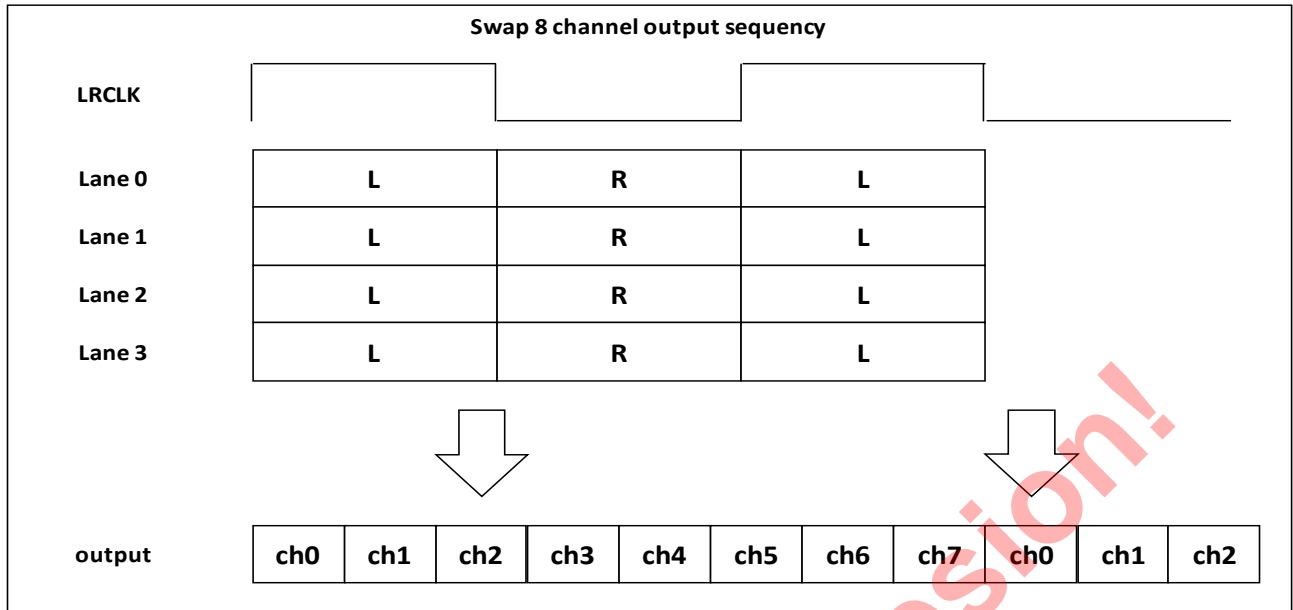 Swap 8 channel output sequency
LRCLK
Lane 0 L R L
Lane 1 L R L
Lane 2 L R L
Lane 3 L R L
output ch0 ch1 ch2 ch3 ch4 ch5 ch6 ch7 ch0 ch1 ch2
sion!